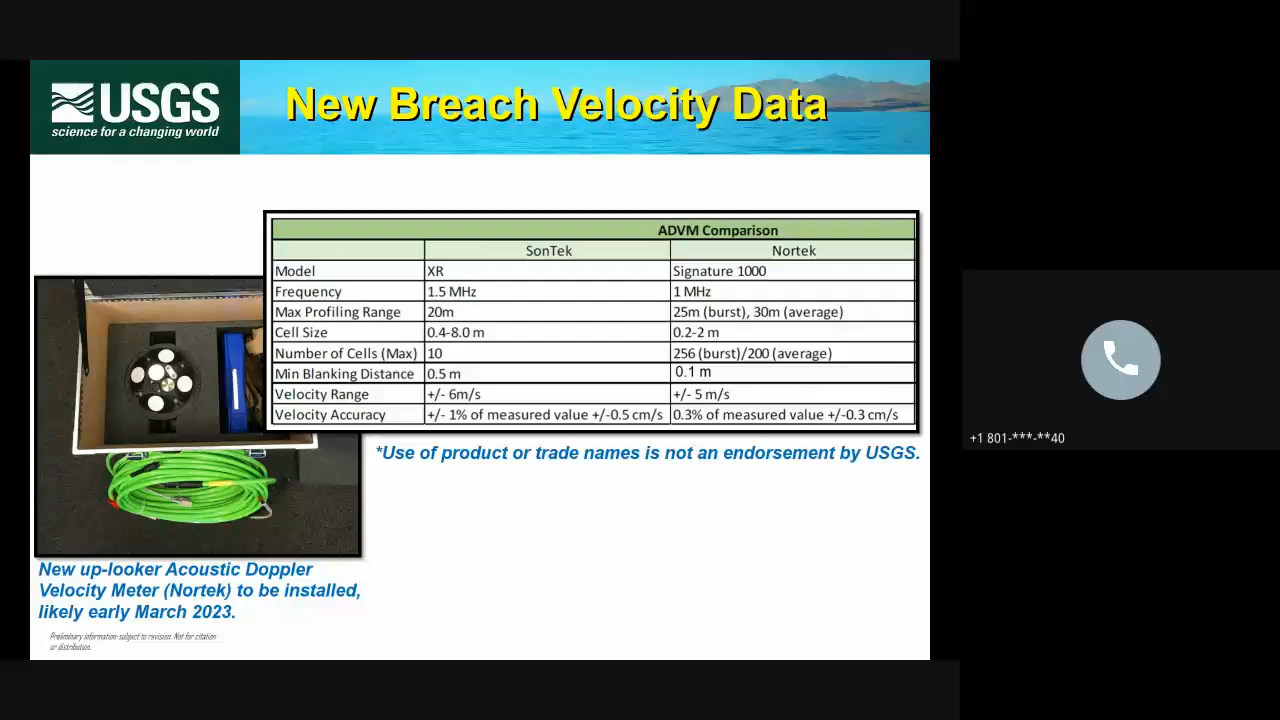 USGS
science for a changing world
New Breach Velocity Data
ADVM Comparison
SonTek Nortek
Model XR Signature 1000
Frequency 1.5 MHz 1 MHz
Max Profiling Range 20m 25m (burst), 30m (average)
Cell Size 0.4-8.0 m 0.2-2 m
Number of Cells (Max) 10 256 (burst)/200 (average)
Min Blanking Distance 0.5 m 0.1 m
Velocity Range +/- 6m/s +/- 5 m/s
Velocity Accuracy +/- 1% of measured value +/-0.5 cm/s 0.3% of measured value +/-0.3 cm/s
*Use of product or trade names is not an endorsement by USGS.
New up-looker Acoustic Doppler
Velocity Meter (Nortek) to be installed,
likely early March 2023.
Preliminary information-subject to revision. Not for citation
or distribution.
+1 801-***-**40